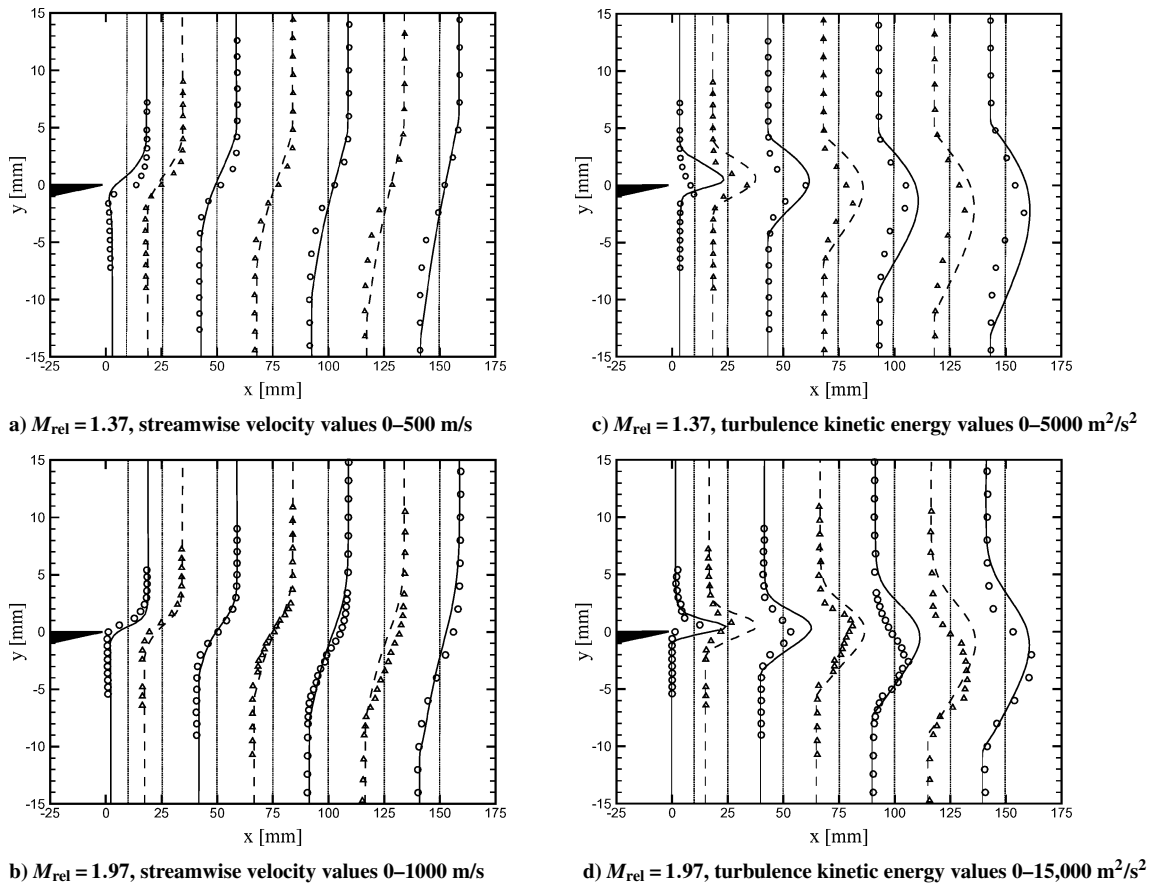 15
10
5
0
-5
-10
-15
y [mm]
-25 0 25 50 75 100 125 150 175
x [mm]
a) M_rel = 1.37, streamwise velocity values 0–500 m/s
15
10
5
0
-5
-10
-15
y [mm]
-25 0 25 50 75 100 125 150 175
x [mm]
c) M_rel = 1.37, turbulence kinetic energy values 0–5000 m²/s²
15
10
5
0
-5
-10
-15
y [mm]
-25 0 25 50 75 100 125 150 175
x [mm]
b) M_rel = 1.97, streamwise velocity values 0–1000 m/s
15
10
5
0
-5
-10
-15
y [mm]
-25 0 25 50 75 100 125 150 175
x [mm]
d) M_rel = 1.97, turbulence kinetic energy values 0–15,000 m²/s²